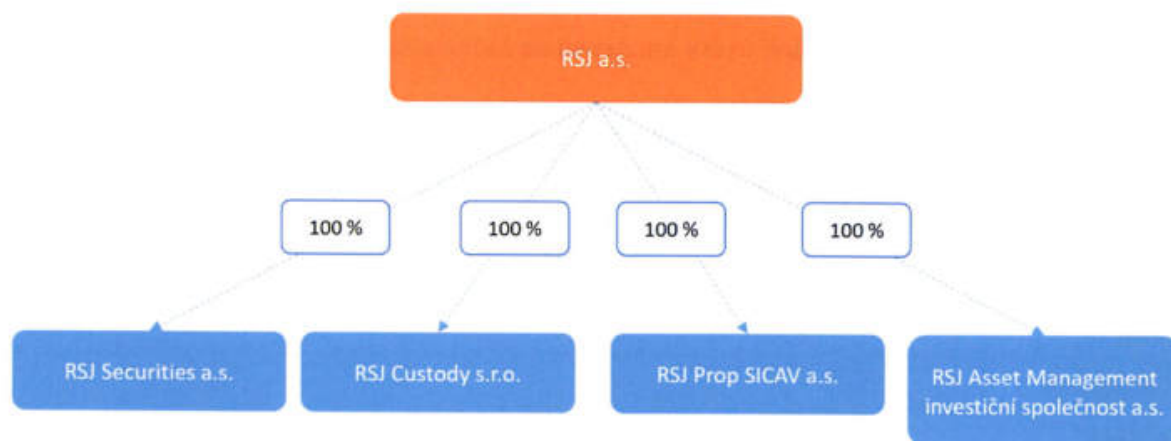 RSJ a.s.
100 %
100 %
100 %
100 %
RSJ Securities a.s.
RSJ Custody s.r.o.
RSJ Prop SICAV a.s.
RSJ Asset Management
investiční společnost a.s.